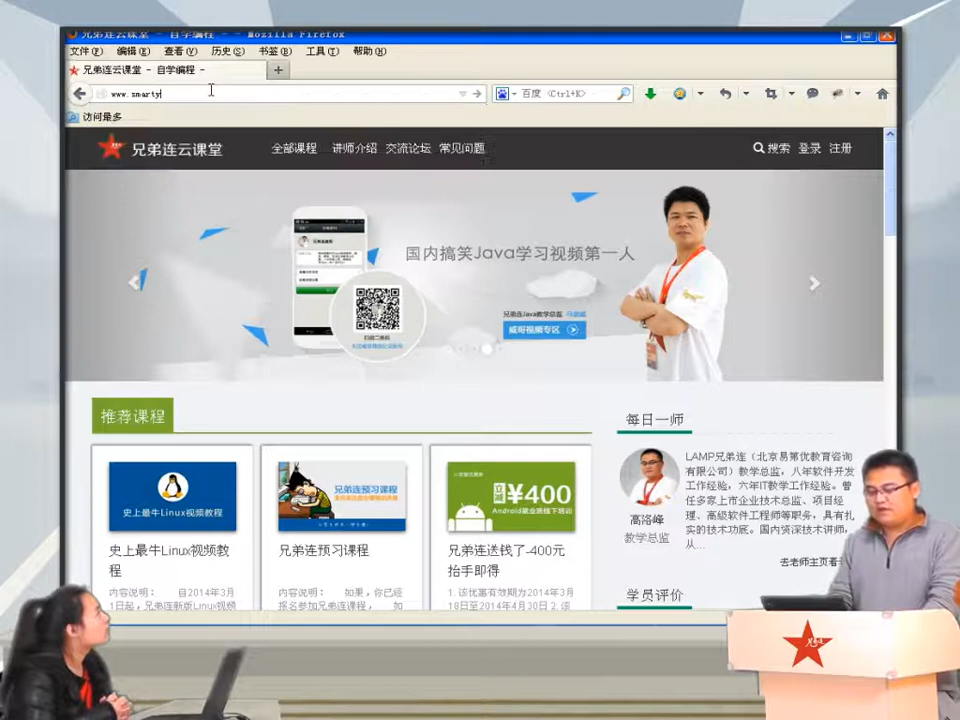 兄弟连云课堂 - 自学编程 - - Mozilla Firefox
文件(F) 编辑(E) 查看(V) 历史(S) 书签(B) 工具(T) 帮助(H)
兄弟连云课堂 - 自学编程 -
www.smarty
百度 <Ctrl+K>
访问最多
兄弟连云课堂 全部课程 讲师介绍 交流论坛 常见问题 搜索 登录 注册
国内搞笑Java学习视频第一人
兄弟连Java教学总监
威哥视频专区
推荐课程
每日一师
史上最牛Linux视频教程
兄弟连预习课程
立减¥400
Android就业班线下培训
史上最牛Linux视频教
程
兄弟连预习课程
兄弟连送钱了-400元
抬手即得
内容说明： 自2014年3月
1日起，兄弟连新版Linux视频
内容说明： 如果，你已经
报名参加兄弟连课程， 如
1. 该优惠有效期为2014年3月
18日至2014年4月30日 2. 该
高洛峰
教学总监
LAMP兄弟连（北京易第优教育咨询
有限公司）教学总监，八年软件开发
工作经验，六年IT教学工作经验。曾
任多家上市企业技术总监、项目经
理、高级软件工程师等职务，具有扎
实的技术功底。国内资深技术讲师，
从...
去老师主页看
学员评价